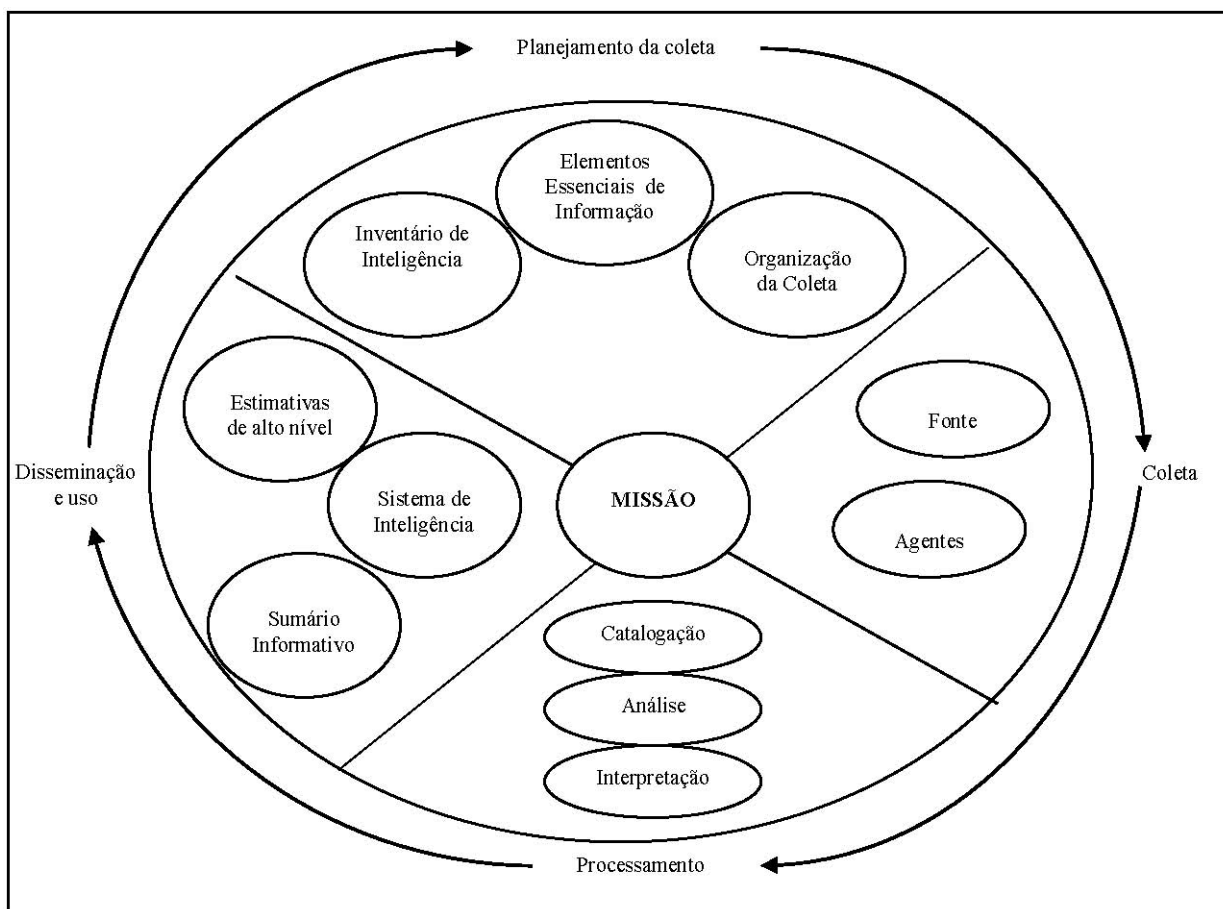 Planejamento da coleta
Elementos
Essenciais de
Informação
Inventário de
Inteligência
Organização
da Coleta
Estimativas
de alto nível
Fonte
Disseminação
e uso
Sistema de
Inteligência
MISSÃO
Coleta
Agentes
Sumário
Informativo
Catalogação
Análise
Interpretação
Processamento